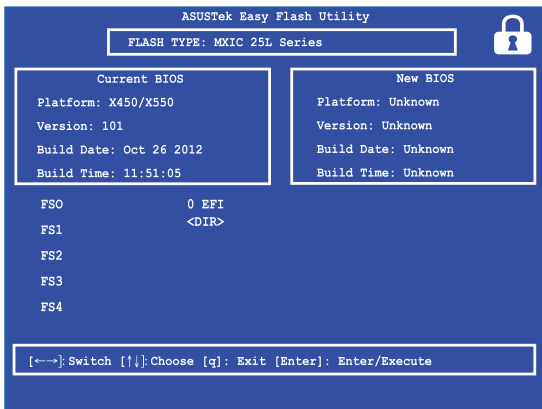 ASUSTek Easy Flash Utility
FLASH TYPE: MXIC 25L Series
Current BIOS
Platform: X450/X550
Version: 101
Build Date: Oct 26 2012
Build Time: 11:51:05
New BIOS
Platform: Unknown
Version: Unknown
Build Date: Unknown
Build Time: Unknown
FSO
FS1
FS2
FS3
FS4
0 EFI
<DIR>
[←→]: Switch [↑↓]: Choose [q]: Exit [Enter]: Enter/Execute